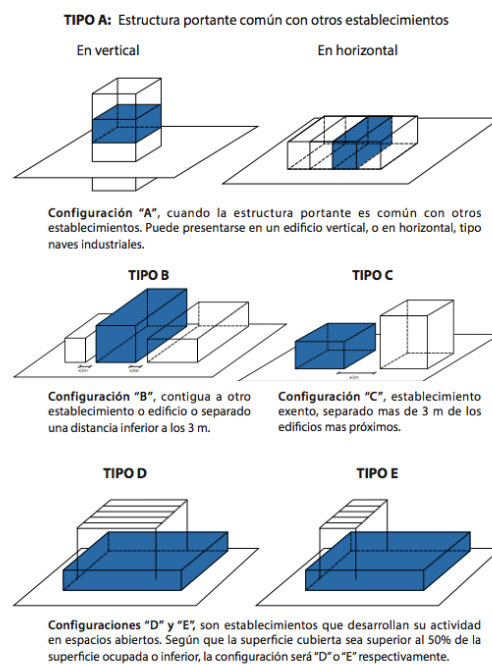 TIPO A: Estructura portante común con otros establecimientos
En vertical
En horizontal
Configuración “A”, cuando la estructura portante es común con otros
establecimientos. Puede presentarse en un edificio vertical, o en horizontal, tipo
naves industriales.
TIPO B
TIPO C
<3m
<3m
>3m
Configuración “B”, contigua a otro
establecimiento o edificio o separado
una distancia inferior a los 3 m.
Configuración “C”, establecimiento
exento, separado mas de 3 m de los
edificios mas próximos.
TIPO D
TIPO E
Configuraciones “D” y “E”, son establecimientos que desarrollan su actividad
en espacios abiertos. Según que la superficie cubierta sea superior al 50% de la
superficie ocupada o inferior, la configuración será “D” o “E” respectivamente.